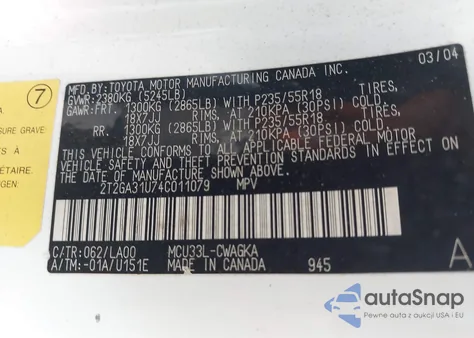 7
A
SURE GRAVE
ÉTAIRE.
TO
GEN
MFD. BY: TOYOTA MOTOR MANUFACTURING CANADA INC. 03/04
GVWR: 2380KG (5245LB)
GAWR: FRT. 1300KG (2865LB) WITH P235/55R18 TIRES,
18X7JJ RIMS, AT 210KPA (30PSI) COLD.
RR. 1300KG (2865LB) WITH P235/55R18 TIRES,
18X7JJ RIMS, AT 210KPA (30PSI) COLD.
THIS VEHICLE CONFORMS TO ALL APPLICABLE FEDERAL MOTOR
VEHICLE SAFETY AND THEFT PREVENTION STANDARDS IN EFFECT ON
THE DATE OF MANUFACTURE SHOWN ABOVE.
2T2GA31U74C011079 MPV
C/TR: 062/LA00 MCU33L-CWAGKA
A/TM: -01A/U151E MADE IN CANADA 945 A
autoSnap
Pewne auta z USA i EU